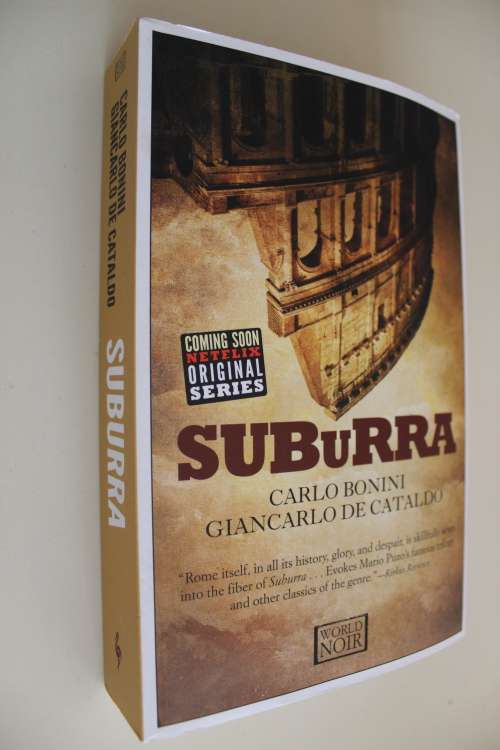 CARLO BONINI
GIANCARLO DE CATALDO
SUBURRA
COMING SOON
NETFLIX
ORIGINAL
SERIES
SUBuRRA
CARLO BONINI
GIANCARLO DE CATALDO
“Rome itself, in all its history, glory, and despair, is skillfully sewn
into the fiber of Suburra . . . Evokes Mario Puzo's famous trilogy
and other classics of the genre.”—Kirkus Reviews
WORLD
NOIR